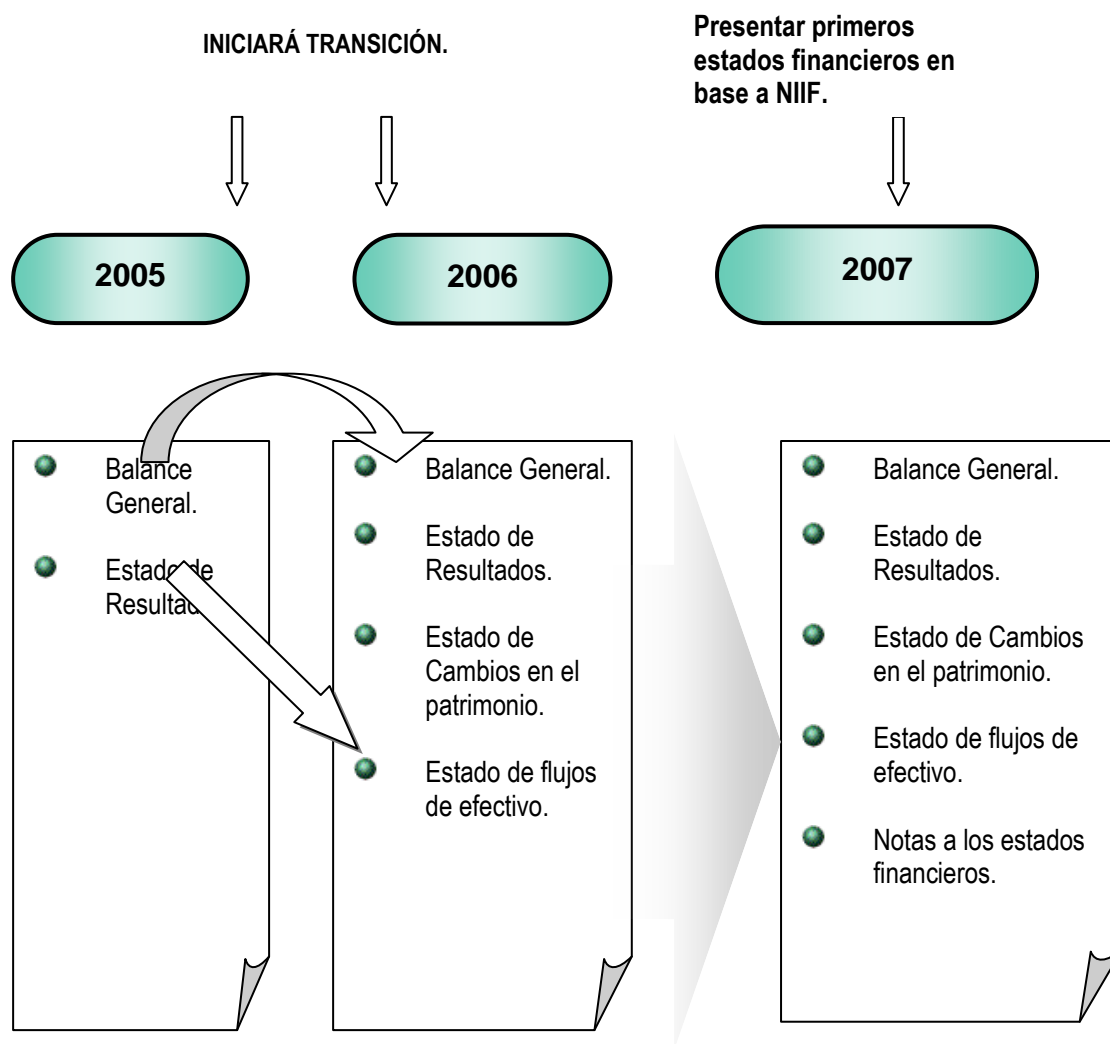 INICIARÁ TRANSICIÓN.
Presentar primeros
estados financieros en
base a NIIF.
2005
2006
2007
Balance
General.
Estado de
Resultad
Balance General.
Estado de
Resultados.
Estado de
Cambios en el
patrimonio.
Estado de flujos
de efectivo.
Balance General.
Estado de
Resultados.
Estado de Cambios
en el patrimonio.
Estado de flujos de
efectivo.
Notas a los estados
financieros.